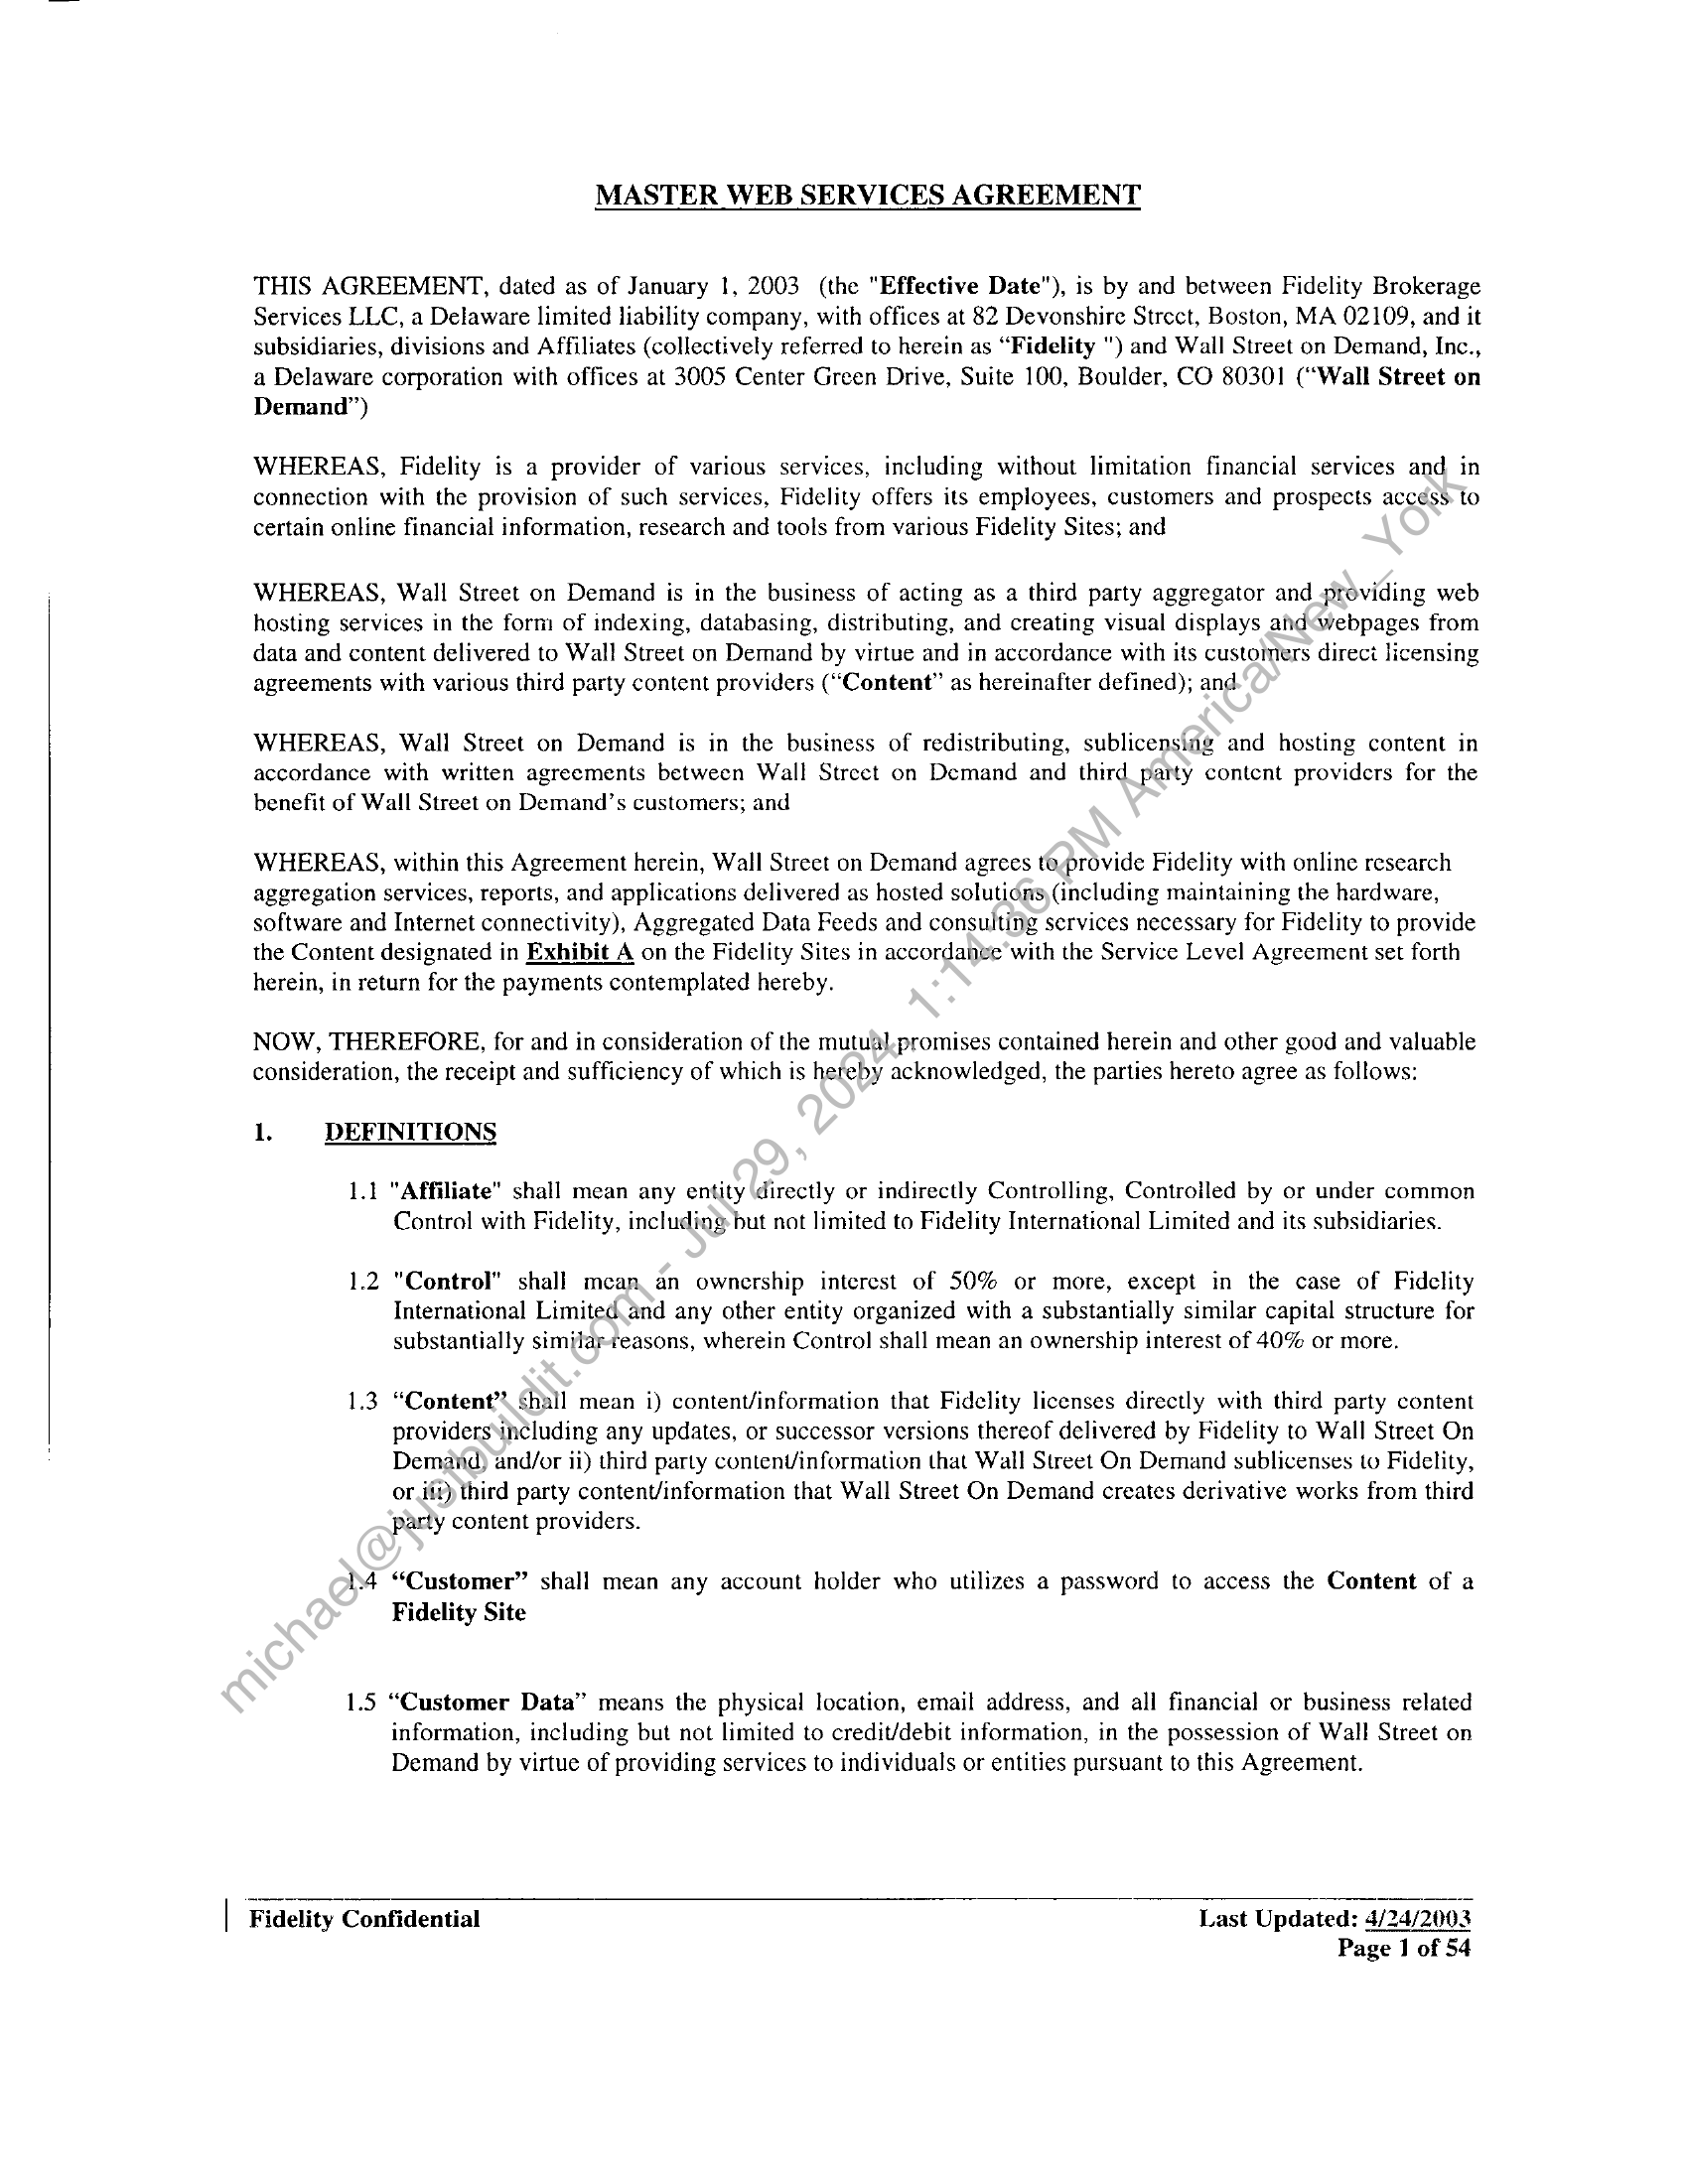 MASTER WEB SERVICES AGREEMENT
THIS AGREEMENT, dated as of January 1, 2003 (the "Effective Date"), is by and between Fidelity Brokerage
Services LLC, a Delaware limited liability company, with offices at 82 Devonshire Street, Boston, MA 02109, and it
subsidiaries, divisions and Affiliates (collectively referred to herein as “Fidelity ") and Wall Street on Demand, Inc.,
a Delaware corporation with offices at 3005 Center Green Drive, Suite 100, Boulder, CO 80301 (“Wall Street on
Demand”)
WHEREAS, Fidelity is a provider of various services, including without limitation financial services and in
connection with the provision of such services, Fidelity offers its employees, customers and prospects access to
certain online financial information, research and tools from various Fidelity Sites; and
WHEREAS, Wall Street on Demand is in the business of acting as a third party aggregator and providing web
hosting services in the form of indexing, databasing, distributing, and creating visual displays and webpages from
data and content delivered to Wall Street on Demand by virtue and in accordance with its customers direct licensing
agreements with various third party content providers (“Content” as hereinafter defined); and
WHEREAS, Wall Street on Demand is in the business of redistributing, sublicensing and hosting content in
accordance with written agreements between Wall Street on Demand and third party content providers for the
benefit of Wall Street on Demand’s customers; and
WHEREAS, within this Agreement herein, Wall Street on Demand agrees to provide Fidelity with online research
aggregation services, reports, and applications delivered as hosted solutions (including maintaining the hardware,
software and Internet connectivity), Aggregated Data Feeds and consulting services necessary for Fidelity to provide
the Content designated in Exhibit A on the Fidelity Sites in accordance with the Service Level Agreement set forth
herein, in return for the payments contemplated hereby.
NOW, THEREFORE, for and in consideration of the mutual promises contained herein and other good and valuable
consideration, the receipt and sufficiency of which is hereby acknowledged, the parties hereto agree as follows:
1. DEFINITIONS
1.1 "Affiliate" shall mean any entity directly or indirectly Controlling, Controlled by or under common
Control with Fidelity, including but not limited to Fidelity International Limited and its subsidiaries.
1.2 "Control" shall mean an ownership interest of 50% or more, except in the case of Fidelity
International Limited and any other entity organized with a substantially similar capital structure for
substantially similar reasons, wherein Control shall mean an ownership interest of 40% or more.
1.3 “Content” shall mean i) content/information that Fidelity licenses directly with third party content
providers including any updates, or successor versions thereof delivered by Fidelity to Wall Street On
Demand, and/or ii) third party content/information that Wall Street On Demand sublicenses to Fidelity,
or iii) third party content/information that Wall Street On Demand creates derivative works from third
party content providers.
1.4 “Customer” shall mean any account holder who utilizes a password to access the Content of a
Fidelity Site
1.5 “Customer Data” means the physical location, email address, and all financial or business related
information, including but not limited to credit/debit information, in the possession of Wall Street on
Demand by virtue of providing services to individuals or entities pursuant to this Agreement.
Fidelity Confidential Last Updated: 4/24/2003
Page 1 of 54
michael@justbuildit.com - Jul 29, 2024, 1:14:36 PM America/New_York